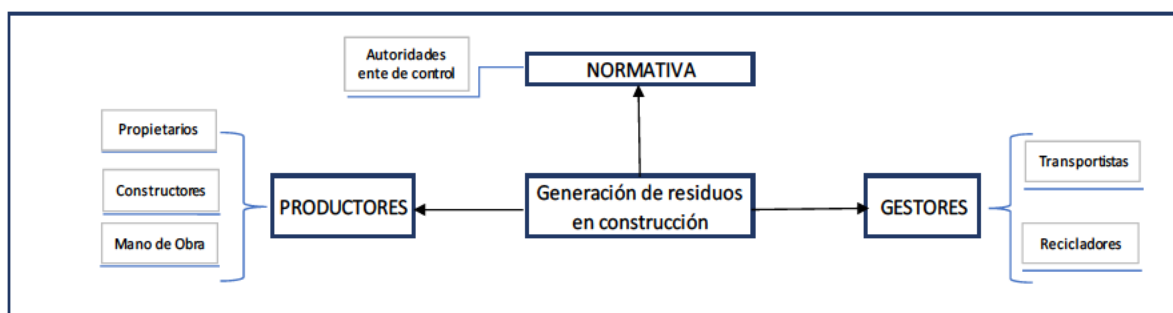 Autoridades
ente de control
NORMATIVA
Propietarios
Constructores
Mano de Obra
PRODUCTORES
Generación de residuos
en construcción
GESTORES
Transportistas
Recicladores